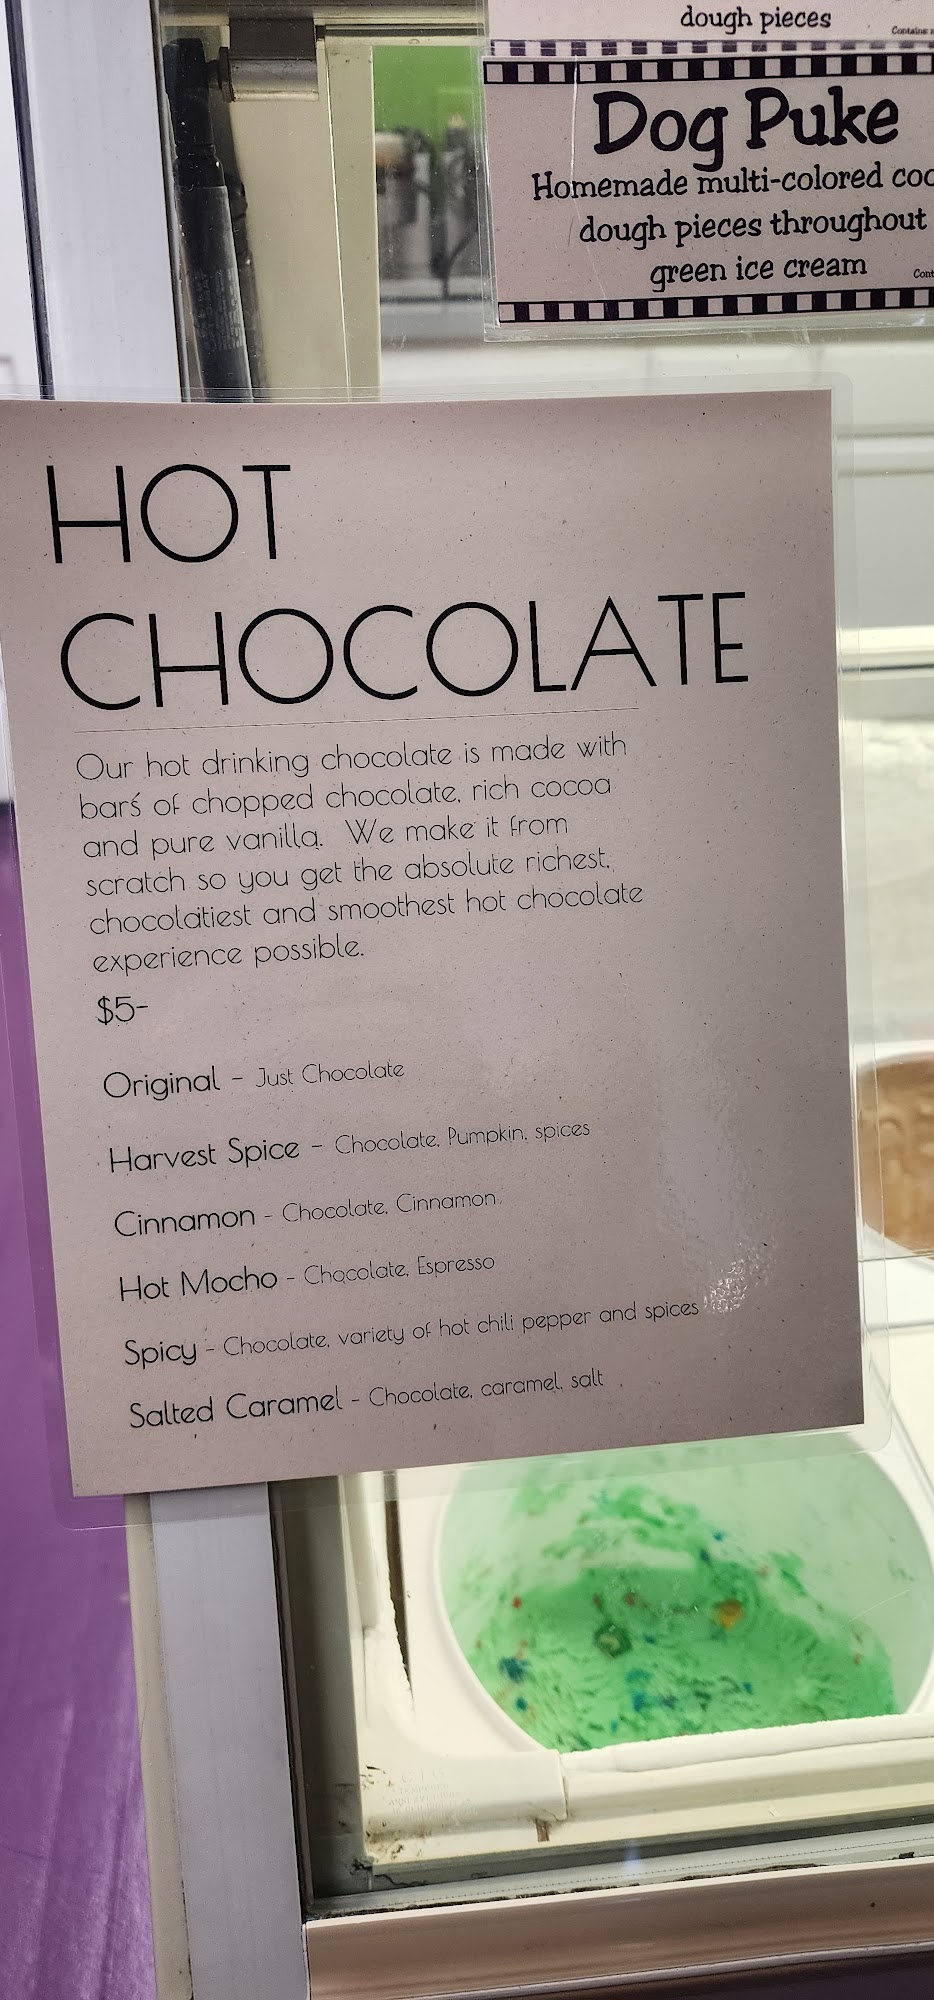 dough pieces
Dog Puke
Homemade multi-colored
dough pieces throughout
green ice cream
HOT
CHOCOLATE
Our hot drinking chocolate is made with
bars of chopped chocolate, rich cocoa
and pure vanilla. We make it from
scratch so you get the absolute richest,
chocolatiest and smoothest hot chocolate
experience possible.
$5-
Original - Just Chocolate
Harvest Spice - Chocolate, Pumpkin, spices
Cinnamon - Chocolate, Cinnamon
Hot Mocho - Chocolate, Espresso
Spicy - Chocolate, variety of hot chili pepper and spices
Salted Caramel - Chocolate, caramel, salt